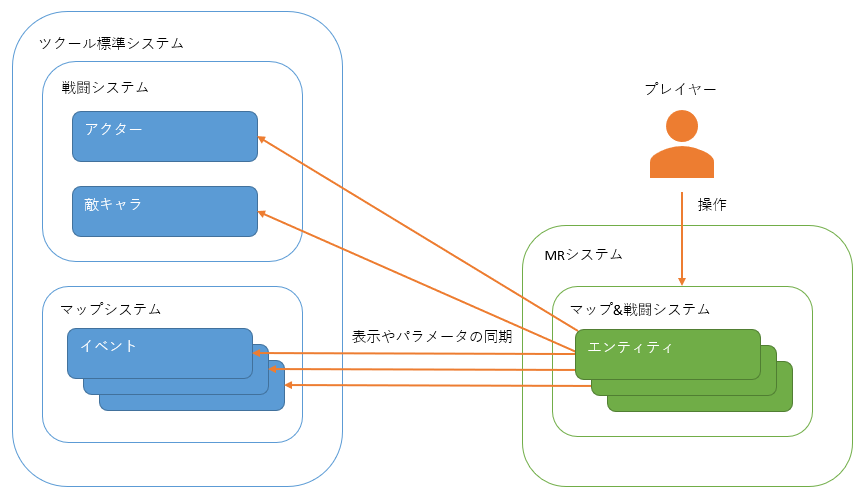 ツクール標準システム
戦闘システム
アクター
敵キャラ
マップシステム
イベント
表示やパラメータの同期
プレイヤー
操作
MRシステム
マップ&戦闘システム
エンティティ